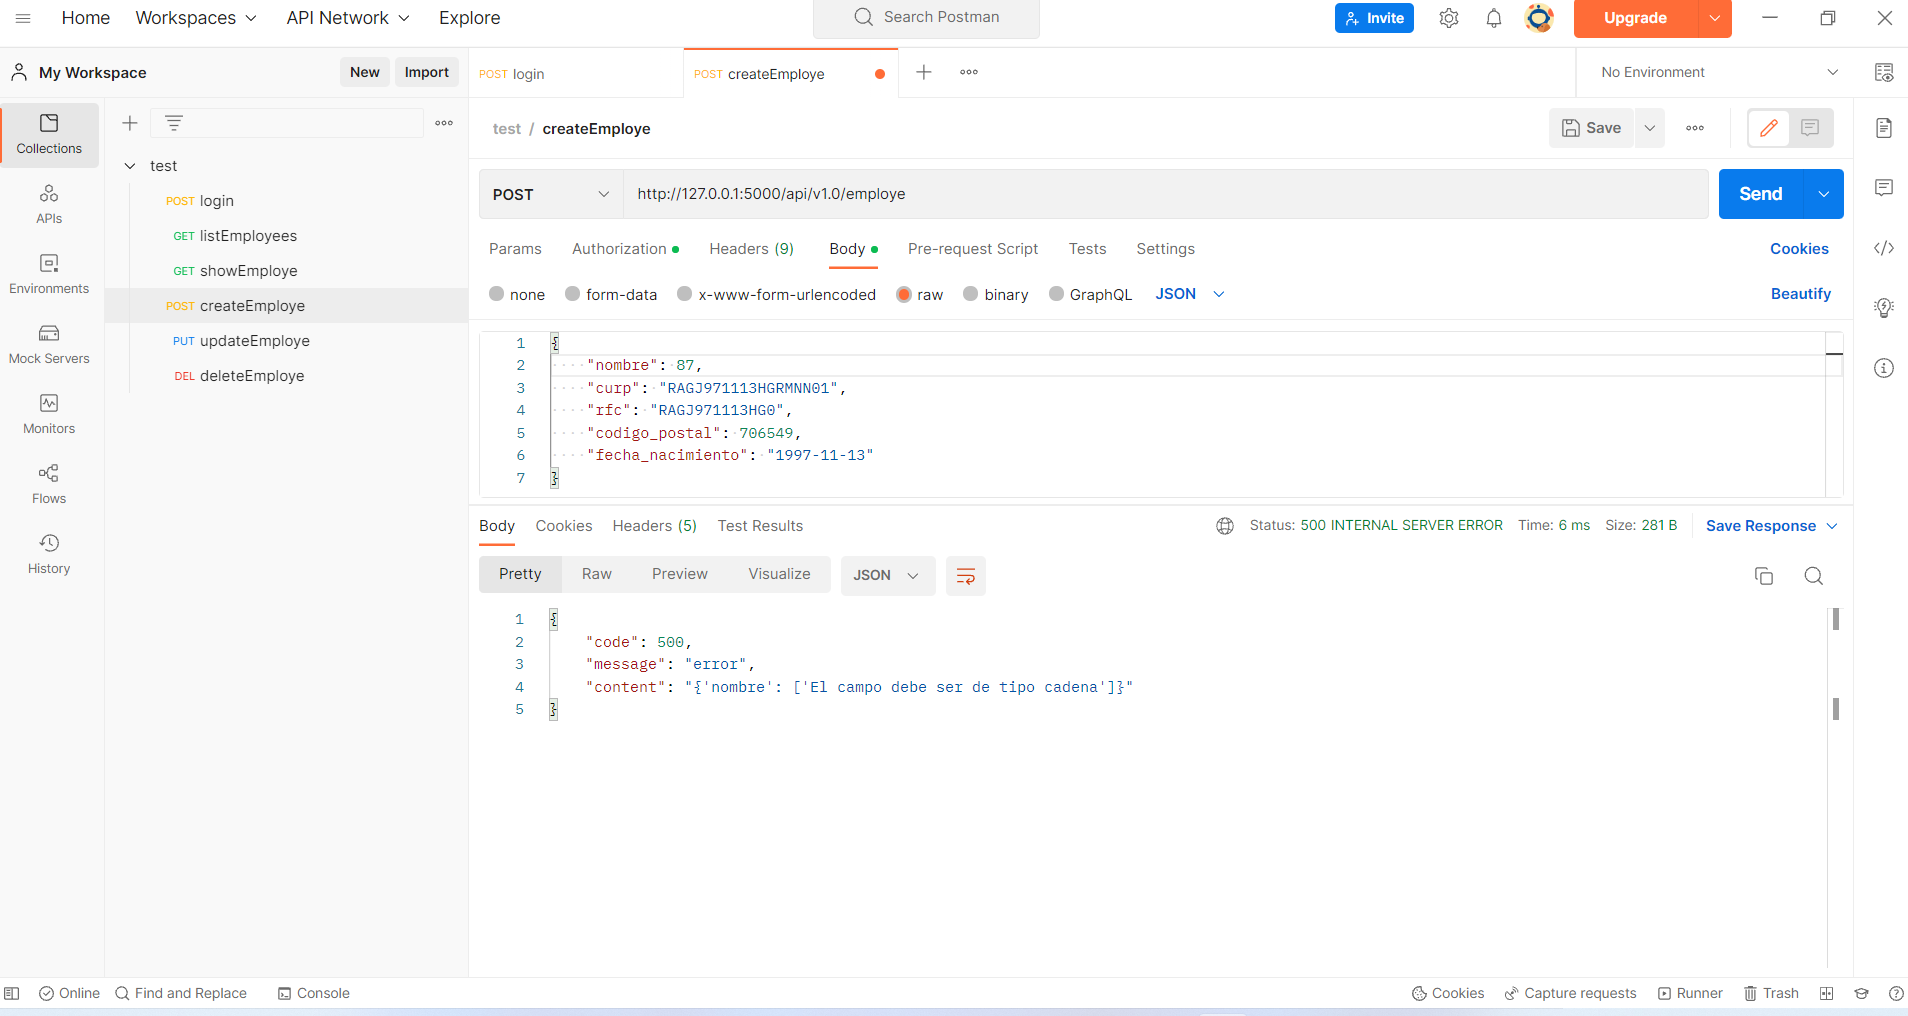 Home Workspaces API Network Explore Search Postman Invite Upgrade
My Workspace New Import POST login POST createEmploye No Environment
Collections
APIs
Environments
Mock Servers
Monitors
Flows
History
test
POST login
GET listEmployees
GET showEmploye
POST createEmploye
PUT updateEmploye
DEL deleteEmploye
test / createEmploye Save
POST http://127.0.0.1:5000/api/v1.0/employe Send
Params Authorization Headers (9) Body Pre-request Script Tests Settings Cookies
none form-data x-www-form-urlencoded raw binary GraphQL JSON Beautify
1 {
2 "nombre": 87,
3 "curp": "RAGJ971113HGRMNN01",
4 "rfc": "RAGJ971113HG0",
5 "codigo_postal": 706549,
6 "fecha_nacimiento": "1997-11-13"
7 }
Body Cookies Headers (5) Test Results Status: 500 INTERNAL SERVER ERROR Time: 6 ms Size: 281 B Save Response
Pretty Raw Preview Visualize JSON
1 {
2 "code": 500,
3 "message": "error",
4 "content": "{'nombre': ['El campo debe ser de tipo cadena']}"
5 }
Online Find and Replace Console Cookies Capture requests Runner Trash